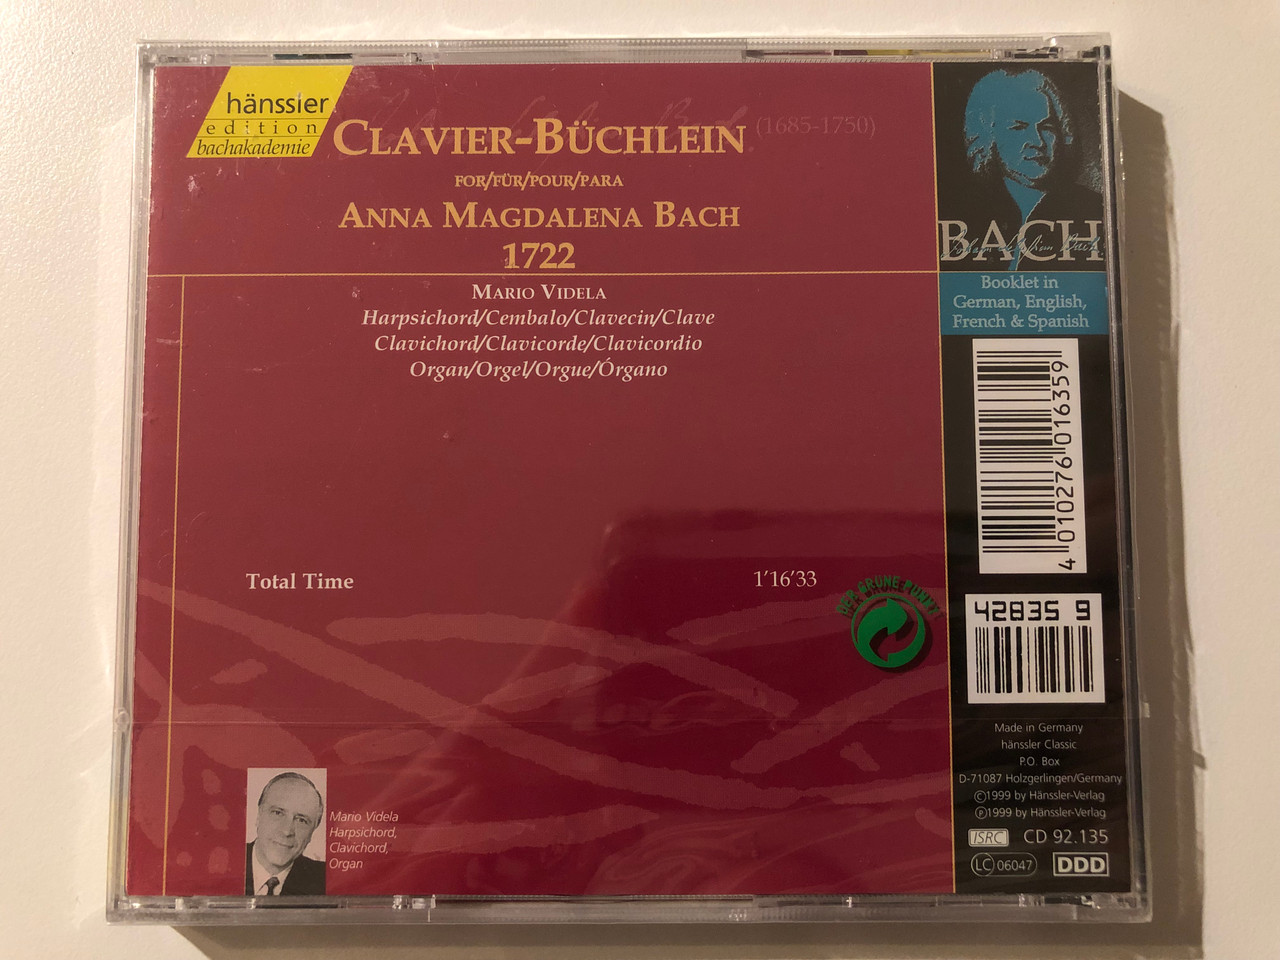 hänssler
edition
bachakademie
CLAVIER-BÜCHLEIN (1685-1750)
FOR/FÜR/POUR/PARA
ANNA MAGDALENA BACH
1722
MARIO VIDELA
Harpsichord/Cembalo/Clavecin/Clave
Clavichord/Clavicorde/Clavicordio
Organ/Orgel/Orgue/Órgano
Total Time 1'16'33
DER GRÜNE PUNKT
Mario Videla
Harpsichord,
Clavichord,
Organ
BACH
Booklet in
German, English,
French & Spanish
4 010276 016359
42835 9
Made in Germany
hänssler Classic
P.O. Box
D-71087 Holzgerlingen/Germany
©1999 by Hänssler-Verlag
℗1999 by Hänssler-Verlag
ISRC CD 92.135
LC 06047 DDD